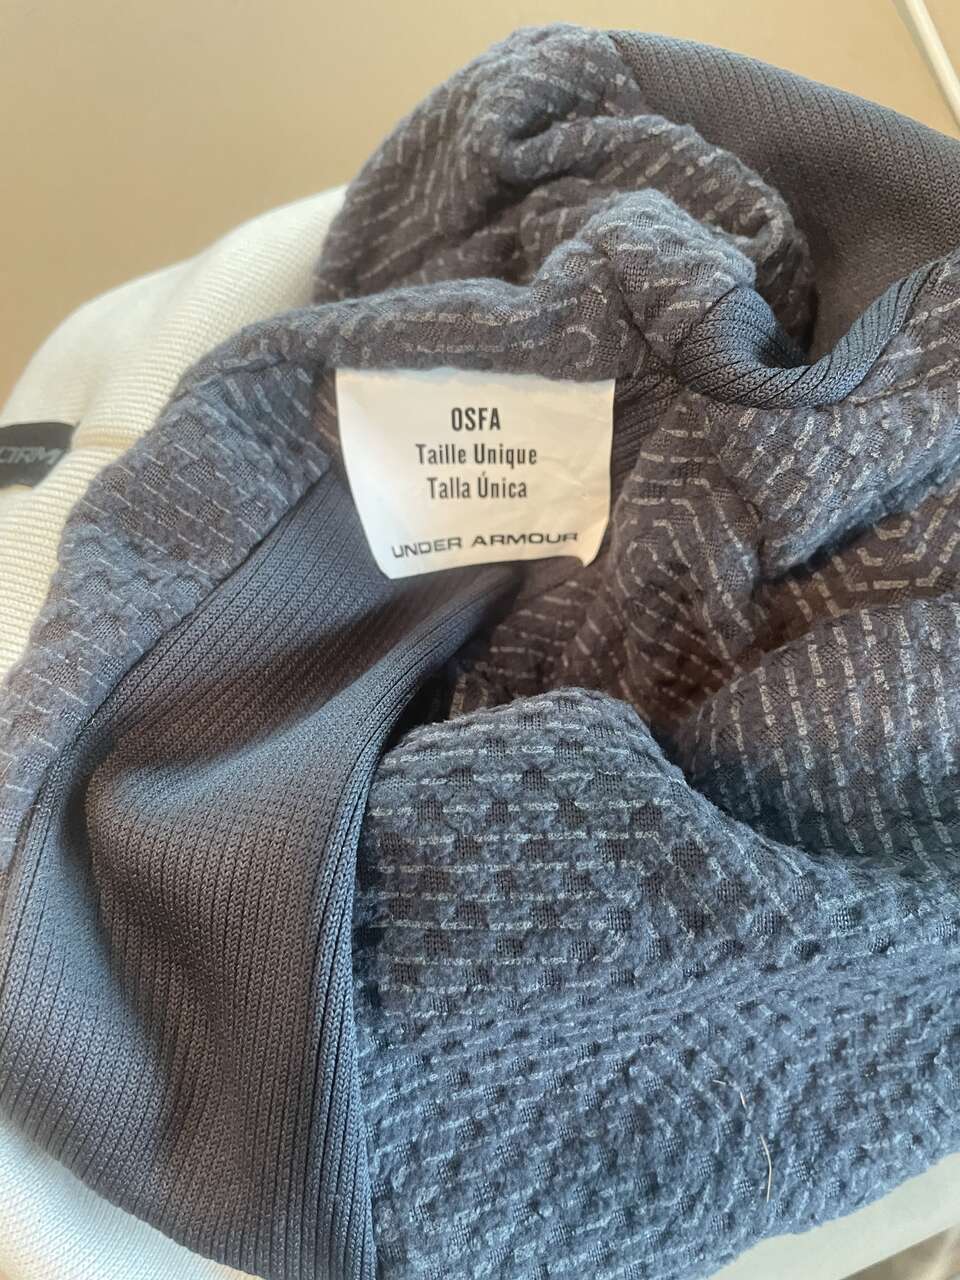 OSFA
Taille Unique
Talla Única
UNDER ARMOUR